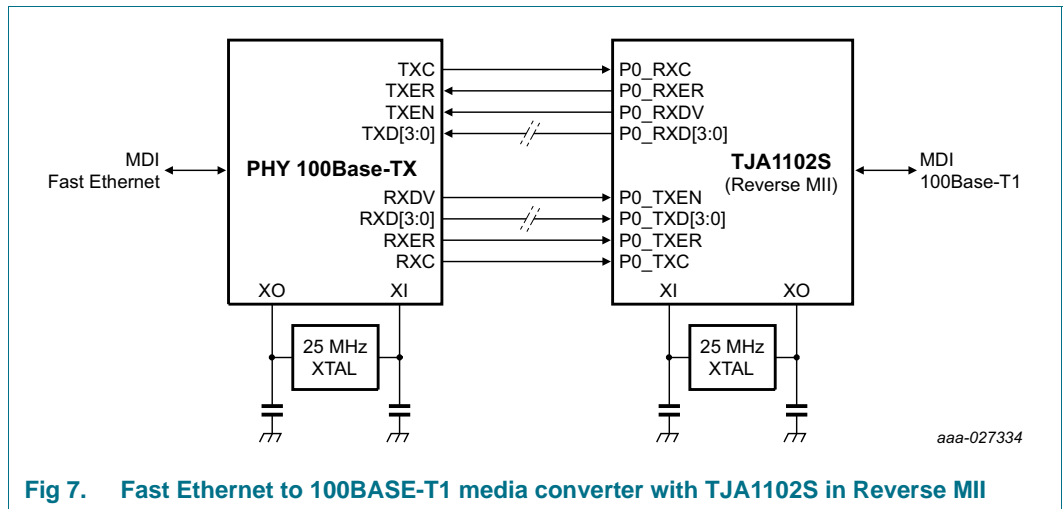 TXC P0_RXC
TXER P0_RXER
TXEN P0_RXDV
TXD[3:0] P0_RXD[3:0]
MDI
Fast Ethernet
PHY 100Base-TX
TJA1102S
(Reverse MII)
MDI
100Base-T1
RXDV P0_TXEN
RXD[3:0] P0_TXD[3:0]
RXER P0_TXER
RXC P0_TXC
XO XI XI XO
25 MHz
XTAL
25 MHz
XTAL
aaa-027334
Fig 7. Fast Ethernet to 100BASE-T1 media converter with TJA1102S in Reverse MII